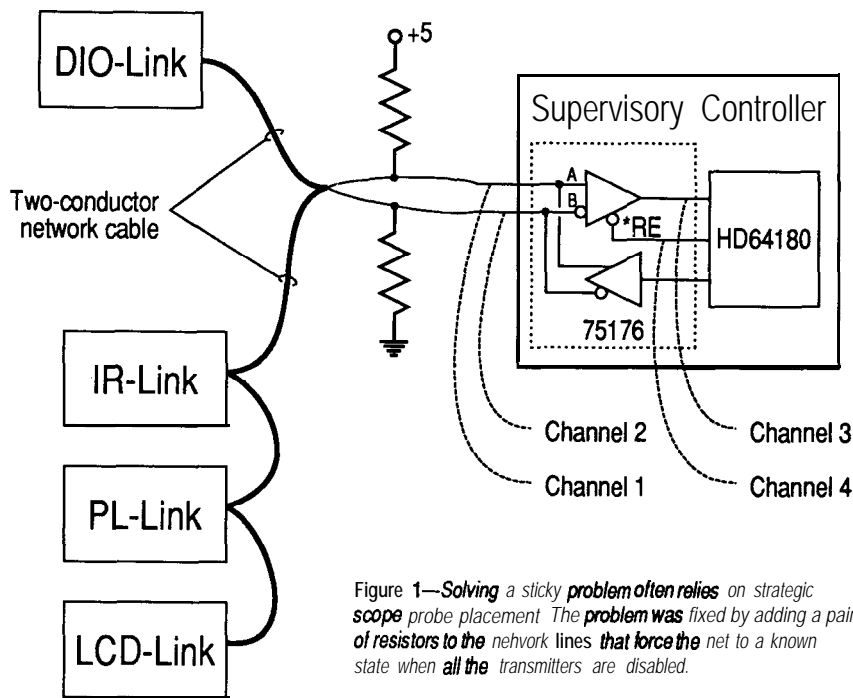 DIO-Link
+5
Supervisory Controller
A
B
*RE
HD64180
75176
Two-conductor
network cable
IR-Link
PL-Link
LCD-Link
Channel 2
Channel 1
Channel 3
Channel 4
Figure 1—Solving a sticky problem often relies on strategic
scope probe placement The problem was fixed by adding a pair
of resistors to the nehvork lines that force the net to a known
state when all the transmitters are disabled.